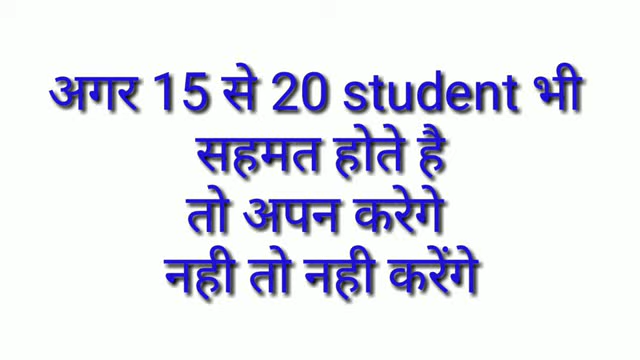 अगर 15 से 20 student भी
सहमत होते है
तो अपन करेगे
नही तो नही करेंगे